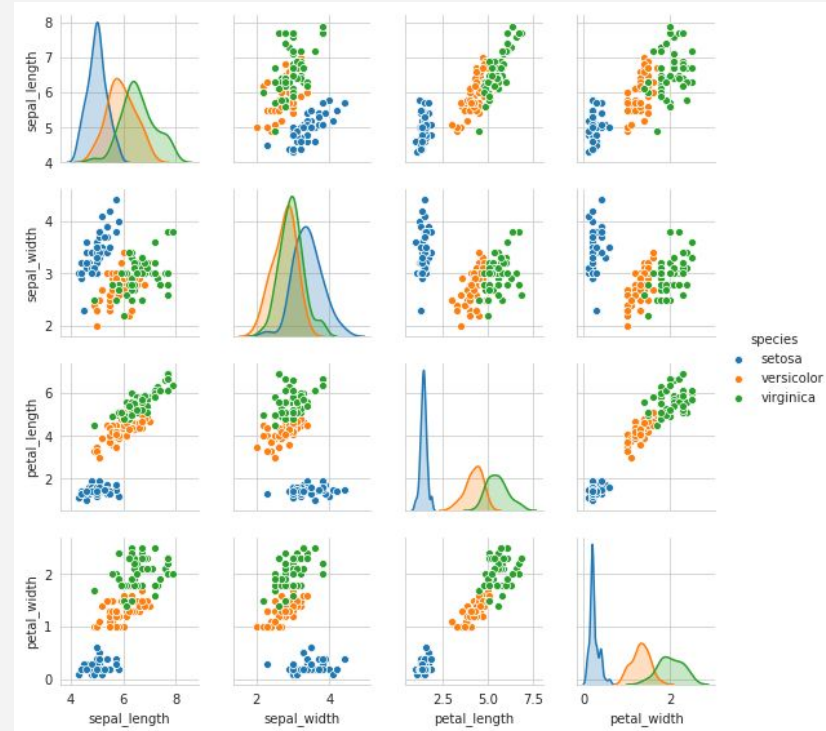 8
7
6
5
4
sepal_length
4
3
2
sepal_width
species
setosa
versicolor
virginica
6
4
2
petal_length
2
1
0
petal_width
4 6 8
2 4
2.5 5.0 7.5
0 2
sepal_length
sepal_width
petal_length
petal_width